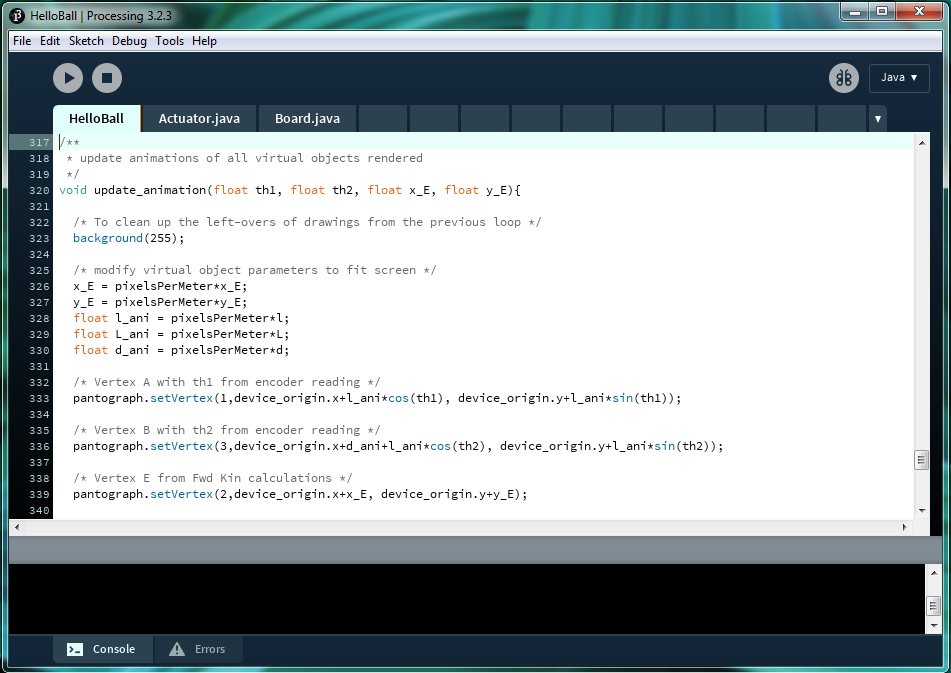 HelloBall | Processing 3.2.3
File Edit Sketch Debug Tools Help
Java ▼
HelloBall Actuator.java Board.java ▼
317 /**
318  * update animations of all virtual objects rendered
319  */
320 void update_animation(float th1, float th2, float x_E, float y_E){
321
322   /* To clean up the left-overs of drawings from the previous loop */
323   background(255);
324
325   /* modify virtual object parameters to fit screen */
326   x_E = pixelsPerMeter*x_E;
327   y_E = pixelsPerMeter*y_E;
328   float l_ani = pixelsPerMeter*l;
329   float L_ani = pixelsPerMeter*L;
330   float d_ani = pixelsPerMeter*d;
331
332   /* Vertex A with th1 from encoder reading */
333   pantograph.setVertex(1,device_origin.x+l_ani*cos(th1), device_origin.y+l_ani*sin(th1));
334
335   /* Vertex B with th2 from encoder reading */
336   pantograph.setVertex(3,device_origin.x+d_ani+l_ani*cos(th2), device_origin.y+l_ani*sin(th2));
337
338   /* Vertex E from Fwd Kin calculations */
339   pantograph.setVertex(2,device_origin.x+x_E, device_origin.y+y_E);
340
Console Errors